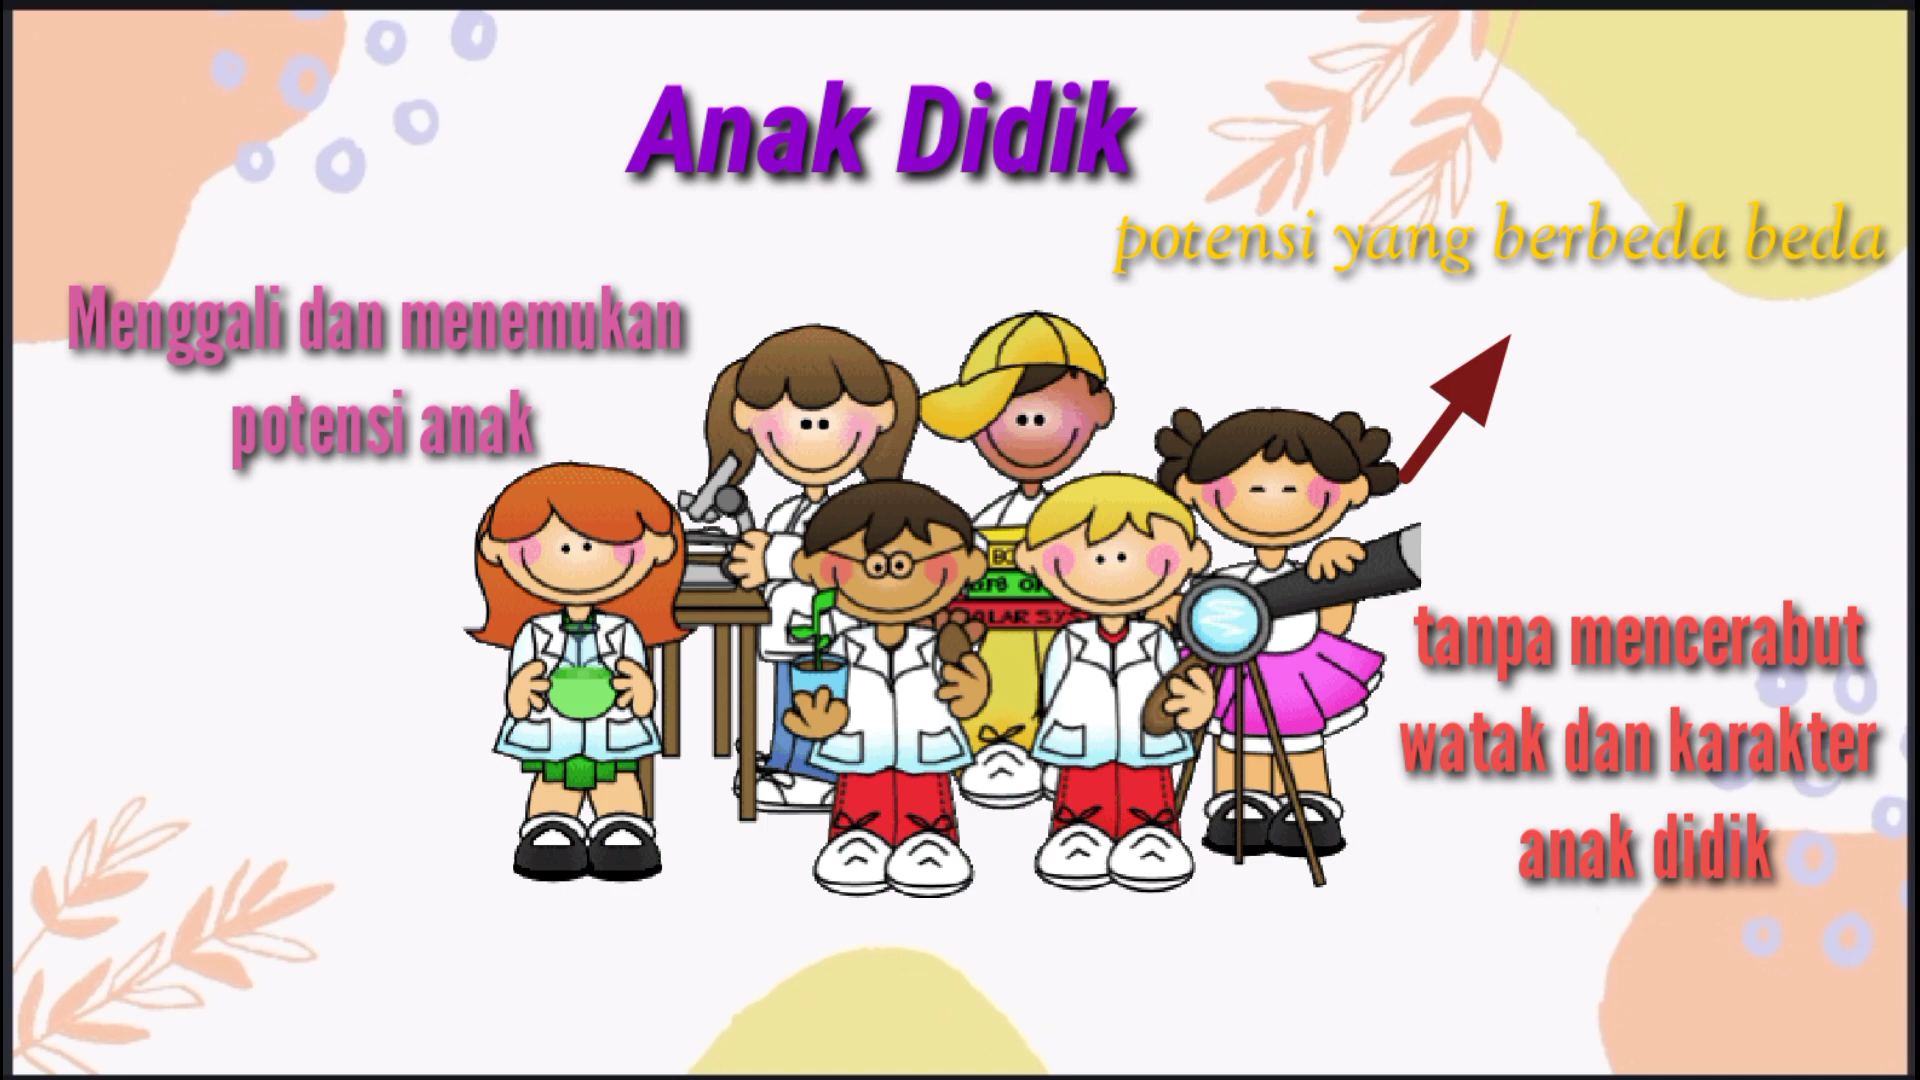 Anak Didik
potensi yang berbeda beda
Menggali dan menemukan
potensi anak
tanpa mencerabut
watak dan karakter
anak didik